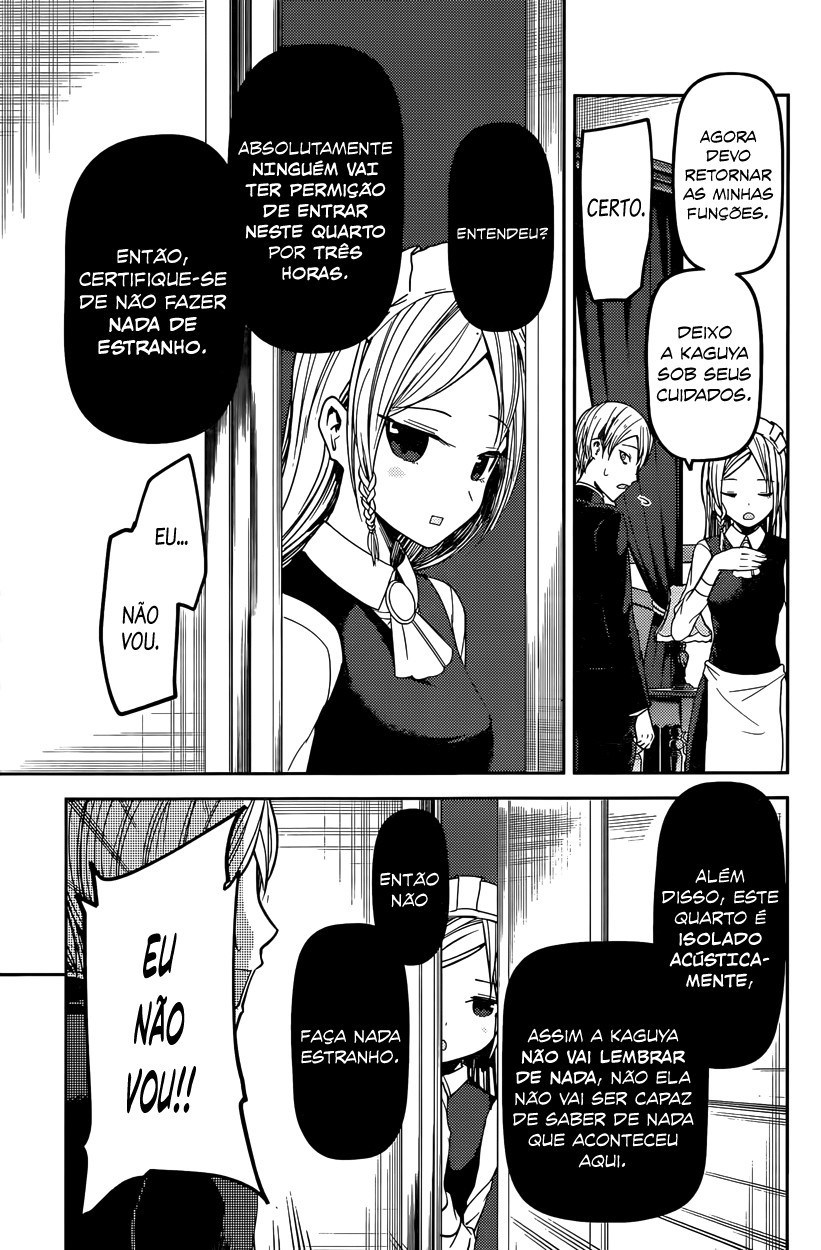 AGORA
DEVO
RETORNAR
AS MINHAS
FUNÇÕES.
DEIXO
A KAGUYA
SOB SEUS
CUIDADOS.
CERTO.
ENTENDEU?
ABSOLUTAMENTE
NINGUÉM VAI
TER PERMIÇÃO
DE ENTRAR
NESTE QUARTO
POR TRÊS
HORAS.
ENTÃO,
CERTIFIQUE-SE
DE NÃO FAZER
NADA DE
ESTRANHO.
EU...
NÃO
VOU.
ALÉM
DISSO, ESTE
QUARTO É
ISOLADO
ACÚSTICA-
MENTE,
ASSIM A KAGUYA
NÃO VAI LEMBRAR
DE NADA, NÃO ELA
NÃO VAI SER CAPAZ
DE SABER DE NADA
QUE ACONTECEU
AQUI.
ENTÃO
NÃO
FAÇA NADA
ESTRANHO.
EU
NÃO
VOU!!